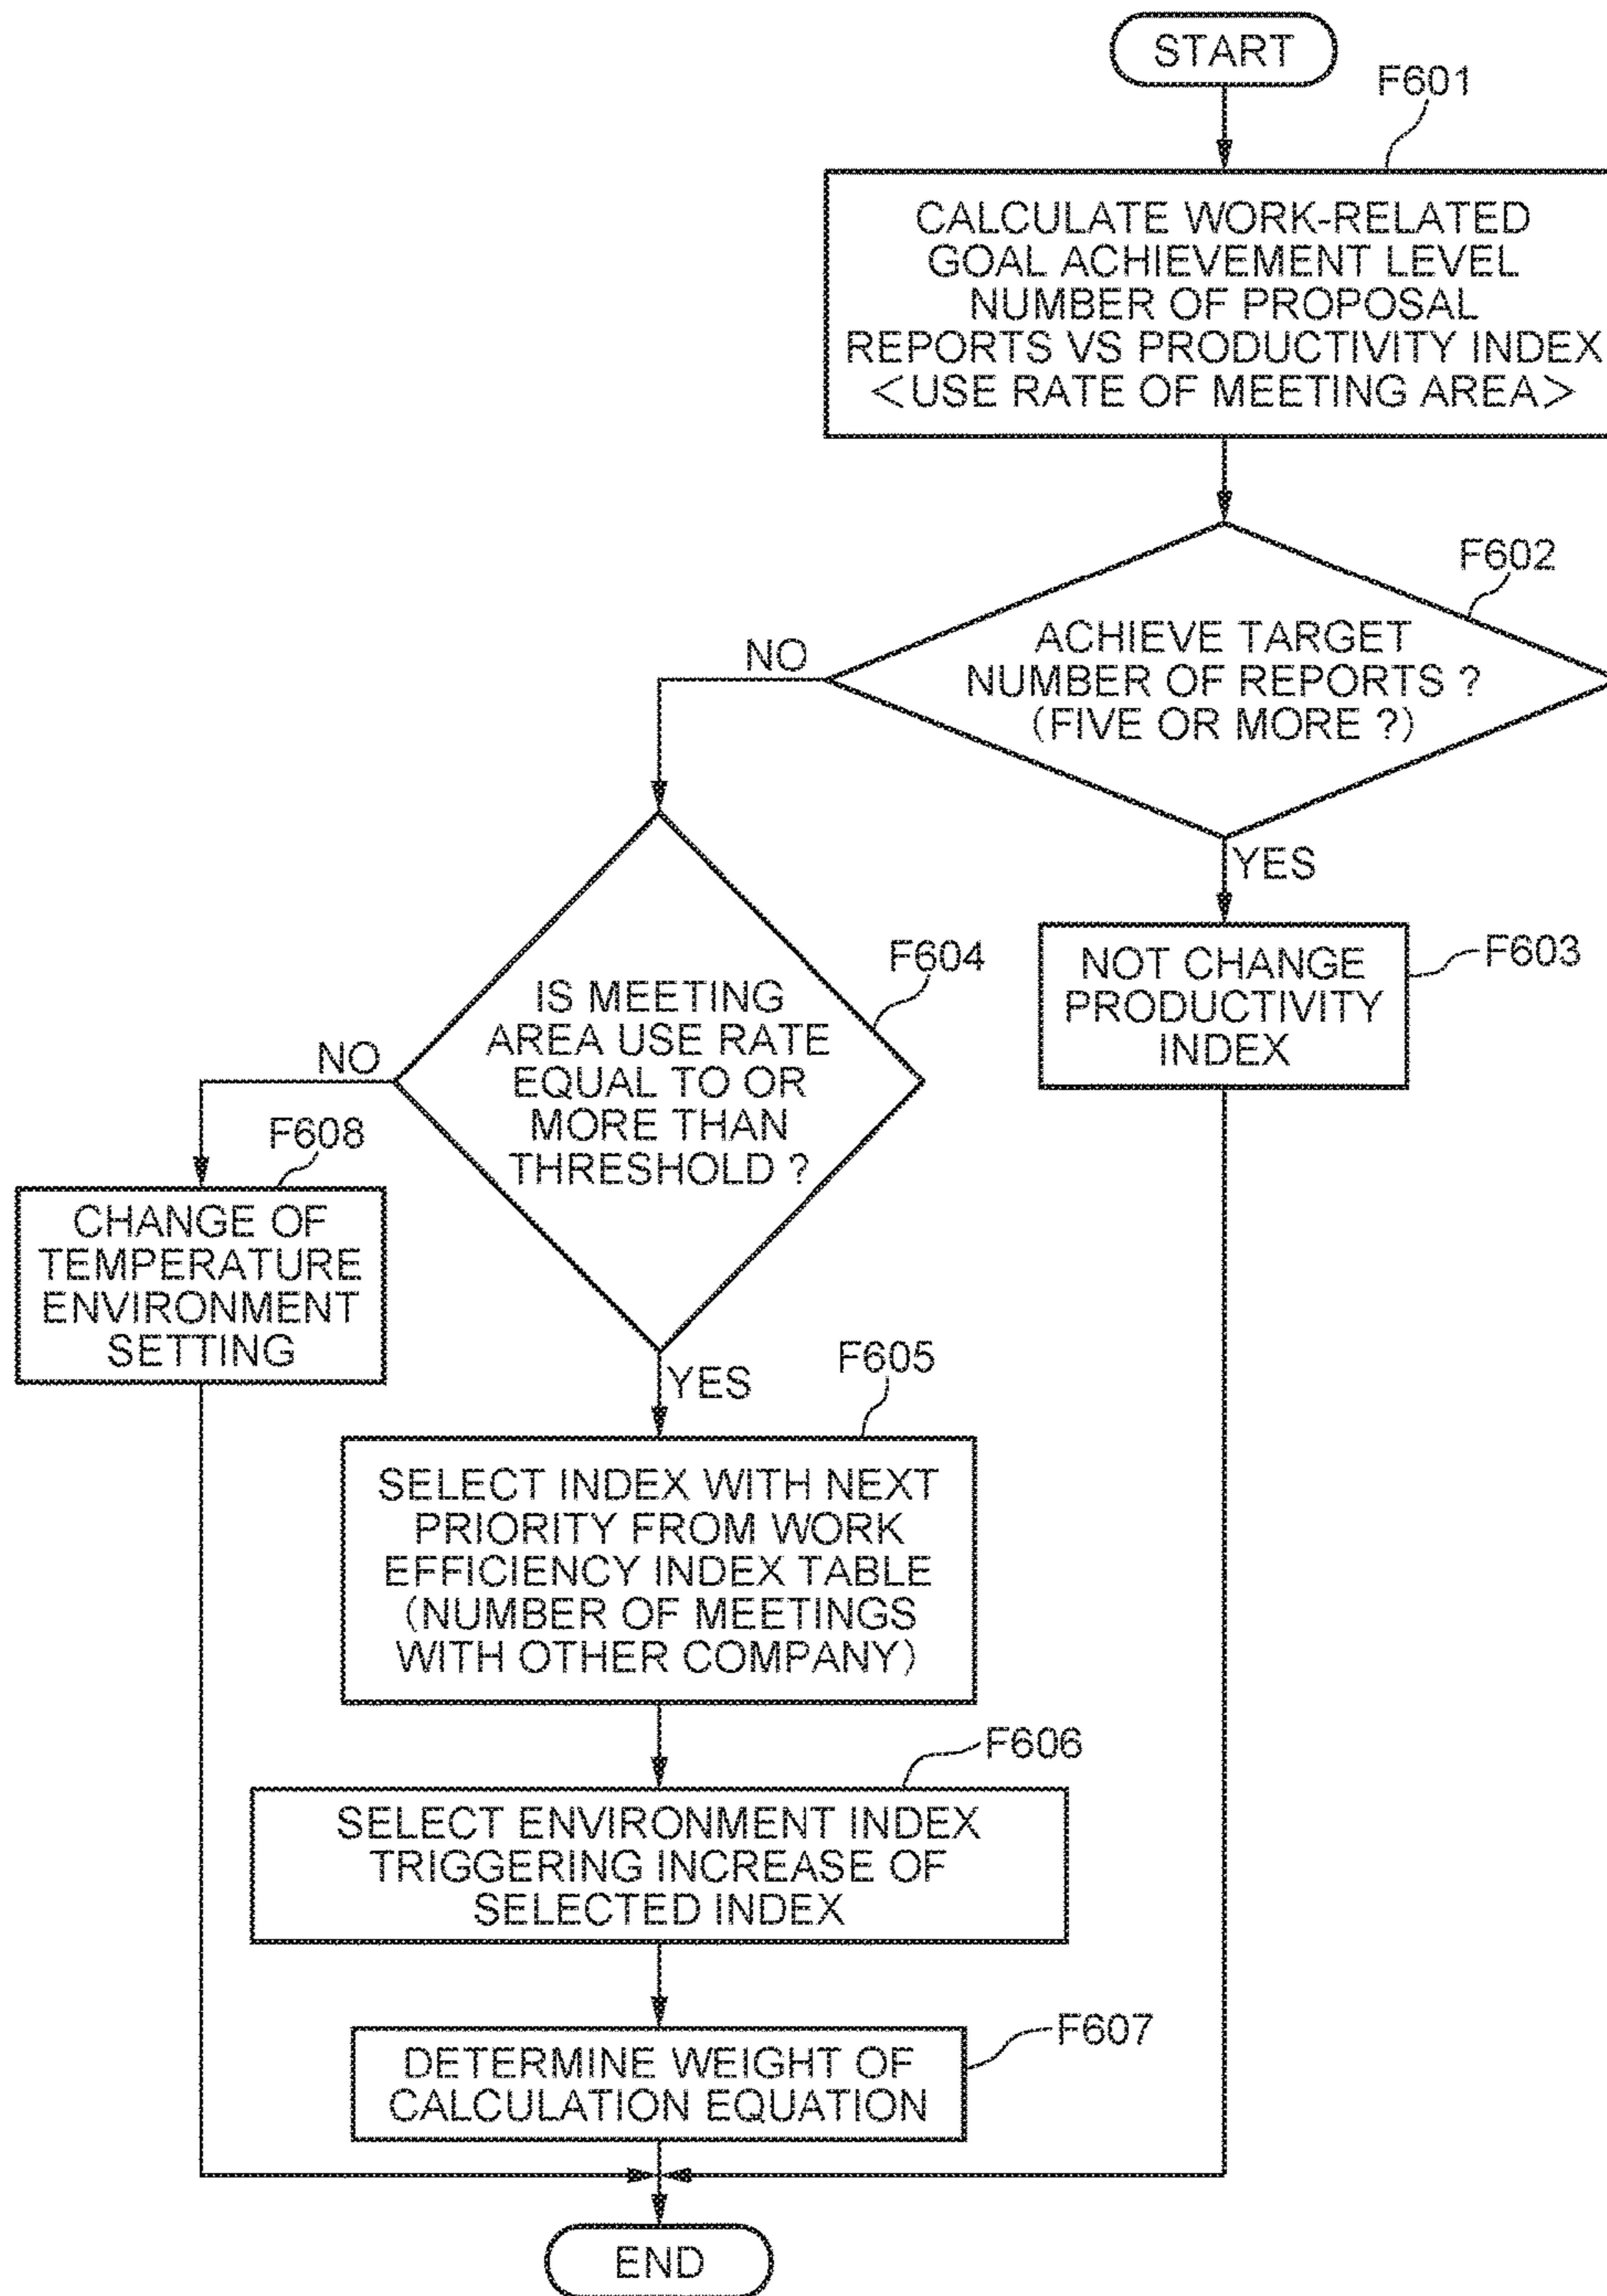 START
F601
CALCULATE WORK-RELATED
GOAL ACHIEVEMENT LEVEL
NUMBER OF PROPOSAL
REPORTS VS PRODUCTIVITY INDEX
<USE RATE OF MEETING AREA>
F602
ACHIEVE TARGET
NUMBER OF REPORTS ?
(FIVE OR MORE ?)
NO
YES
F603
NOT CHANGE
PRODUCTIVITY
INDEX
F604
IS MEETING
AREA USE RATE
EQUAL TO OR
MORE THAN
THRESHOLD ?
NO
F608
CHANGE OF
TEMPERATURE
ENVIRONMENT
SETTING
YES
F605
SELECT INDEX WITH NEXT
PRIORITY FROM WORK
EFFICIENCY INDEX TABLE
(NUMBER OF MEETINGS
WITH OTHER COMPANY)
F606
SELECT ENVIRONMENT INDEX
TRIGGERING INCREASE OF
SELECTED INDEX
F607
DETERMINE WEIGHT OF
CALCULATION EQUATION
END